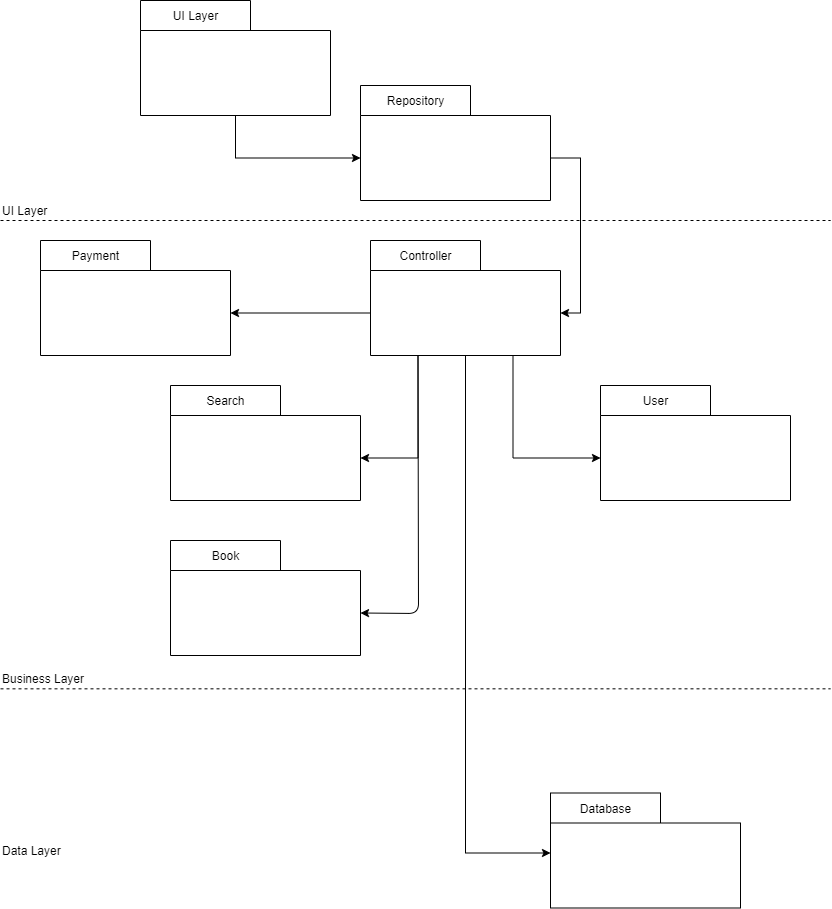 UI Layer
Repository
UI Layer
Payment
Controller
Search
User
Book
Business Layer
Database
Data Layer